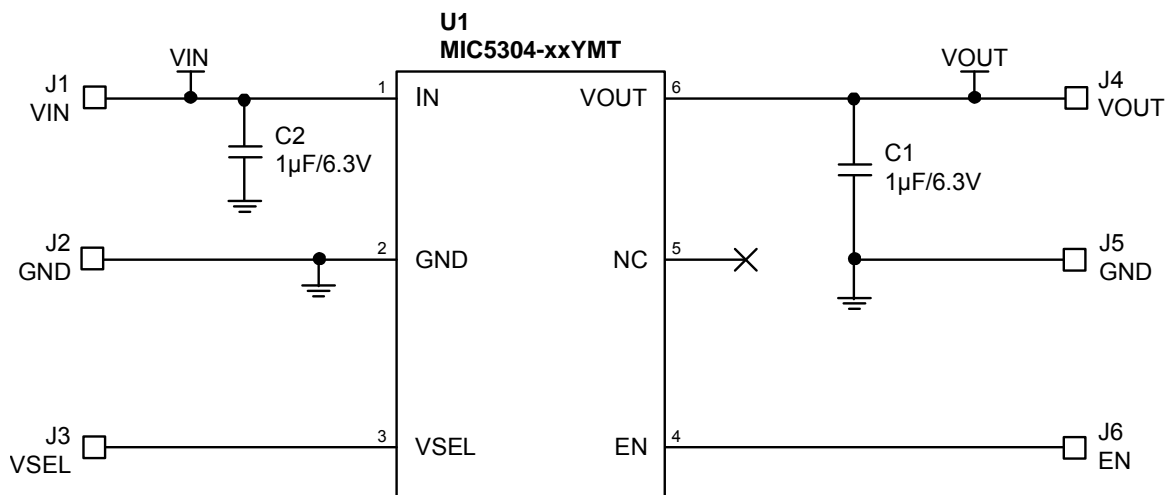 U1
MIC5304-xxYMT
VIN
VOUT
J1
VIN
1
IN
VOUT
6
J4
VOUT
C2
1µF/6.3V
C1
1µF/6.3V
J2
GND
2
GND
NC
5
J5
GND
J3
VSEL
3
VSEL
EN
4
J6
EN